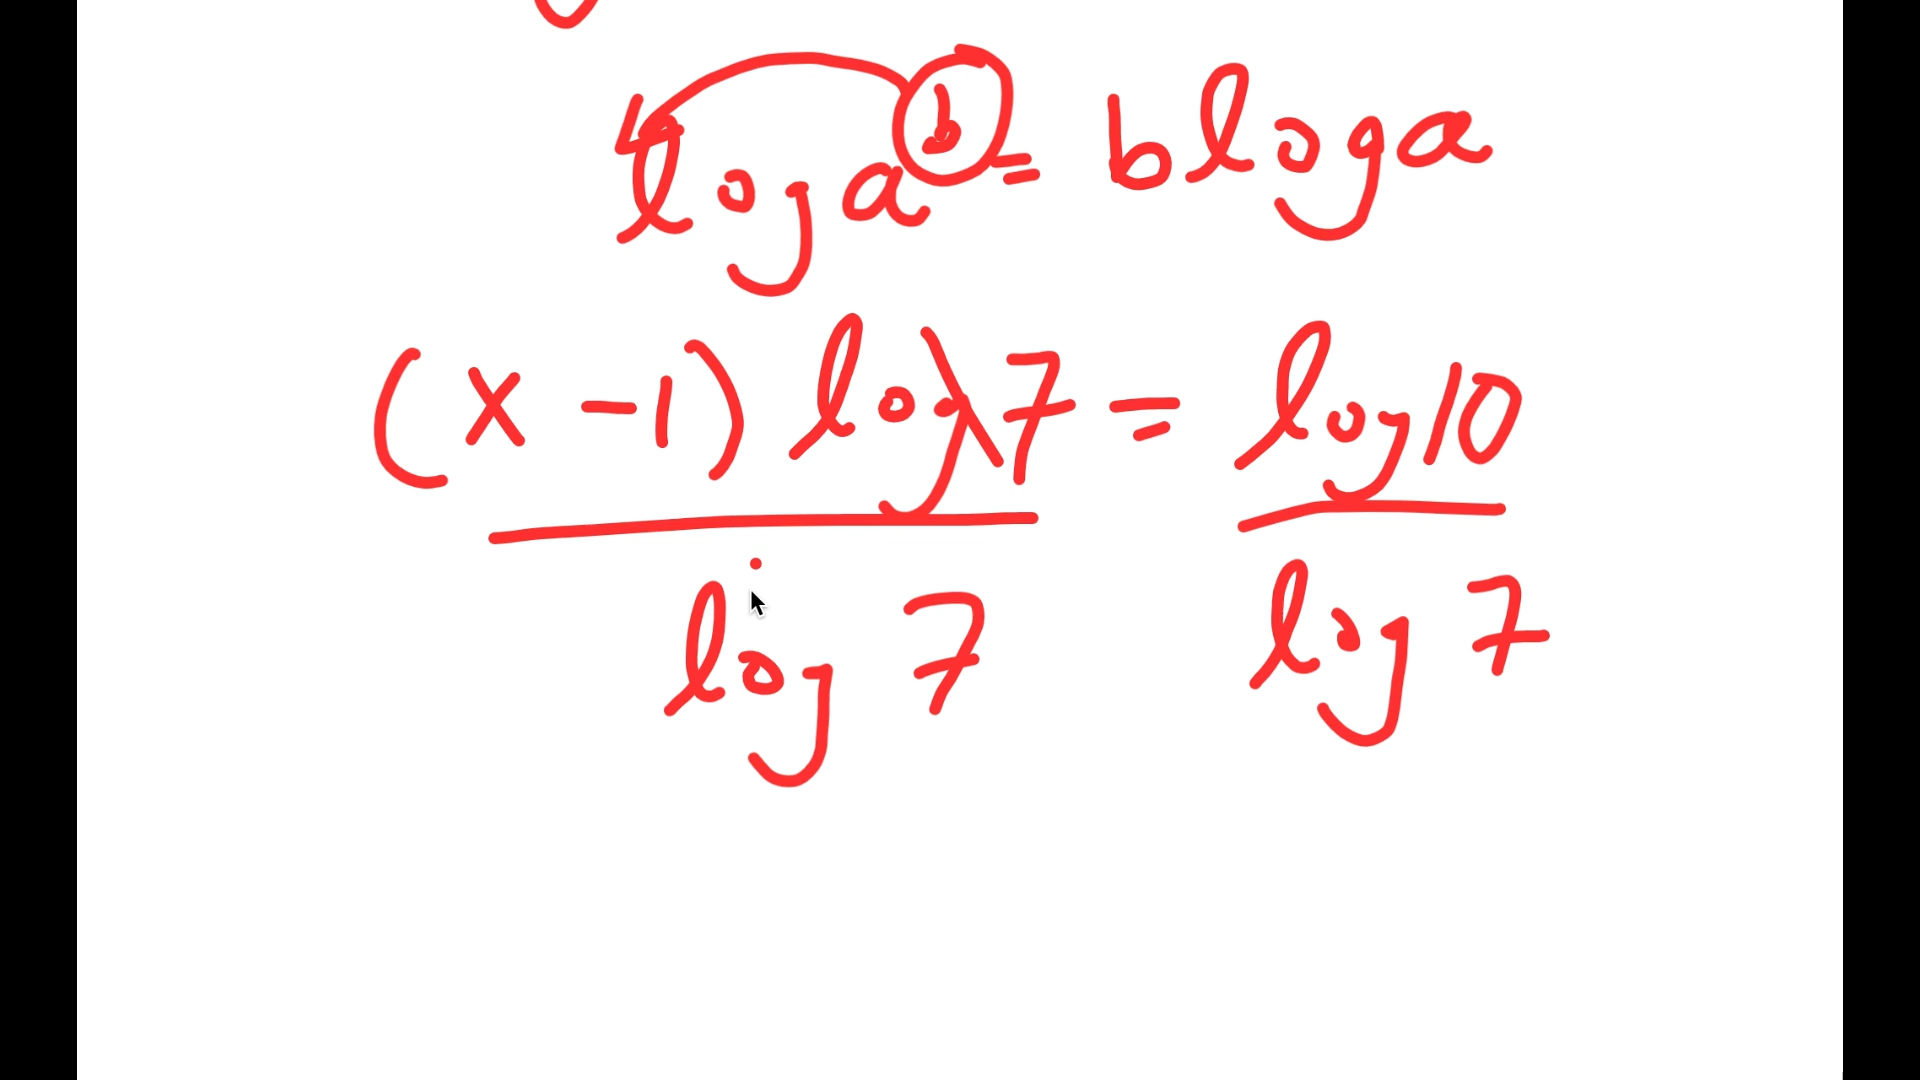 log a^b = b log a
(x - 1) log 7 = log 10
log 7 log 7